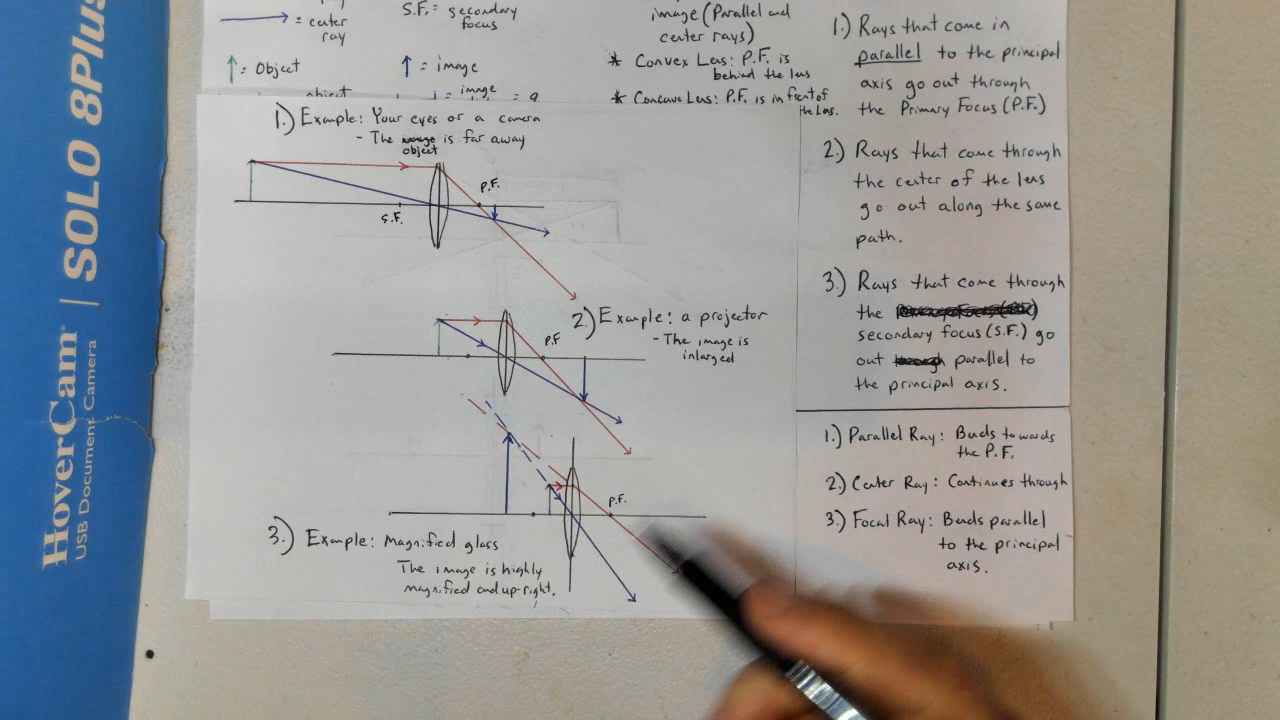 HoverCam® | SOLO 8Plus
USB Document Camera
= center
ray
S.F. = secondary
focus
↑ = Object
↑ = image
object
image
= a
image (Parallel and
center rays)
* Convex Lens: P.F. is
behind the lens
* Concave Lens: P.F. is in front of
the Lens.
1.) Rays that come in
parallel to the principal
axis go out through
the Primary Focus (P.F.)
2.) Rays that come through
the center of the lens
go out along the same
path.
3.) Rays that come through
the
secondary focus (S.F.) go
out parallel to
the principal axis.
1.) Parallel Ray: Bends towards
the P.F.
2.) Center Ray: Continues through
3.) Focal Ray: Bends parallel
to the principal
axis.
1.) Example: Your eyes or a camera
- The image is far away
object
P.F.
S.F.
2.) Example: a projector
- The image is
inlarged
P.F
P.F.
3.) Example: Magnified glass
The image is highly
magnified and up-right.